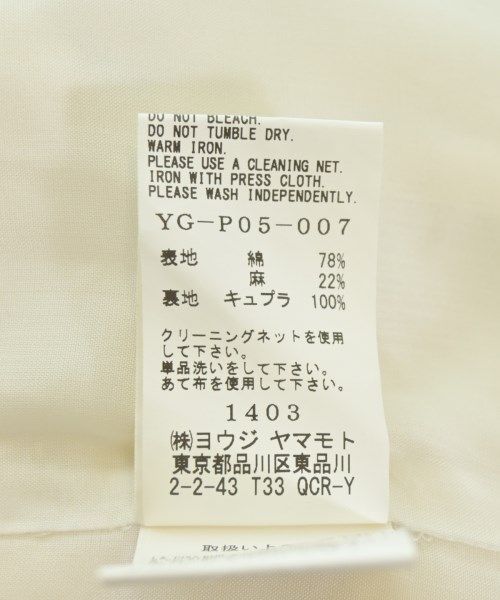 DO NOT BLEACH.
DO NOT TUMBLE DRY.
WARM IRON.
PLEASE USE A CLEANING NET.
IRON WITH PRESS CLOTH.
PLEASE WASH INDEPENDENTLY.
YG-P05-007
表地 綿 78%
麻 22%
裏地 キュプラ 100%
クリーニングネットを使用
して下さい。
単品洗いをして下さい。
あて布を使用して下さい。
1403
㈱ヨウジ ヤマモト
東京都品川区東品川
2-2-43 T33 QCR-Y
取扱い上の